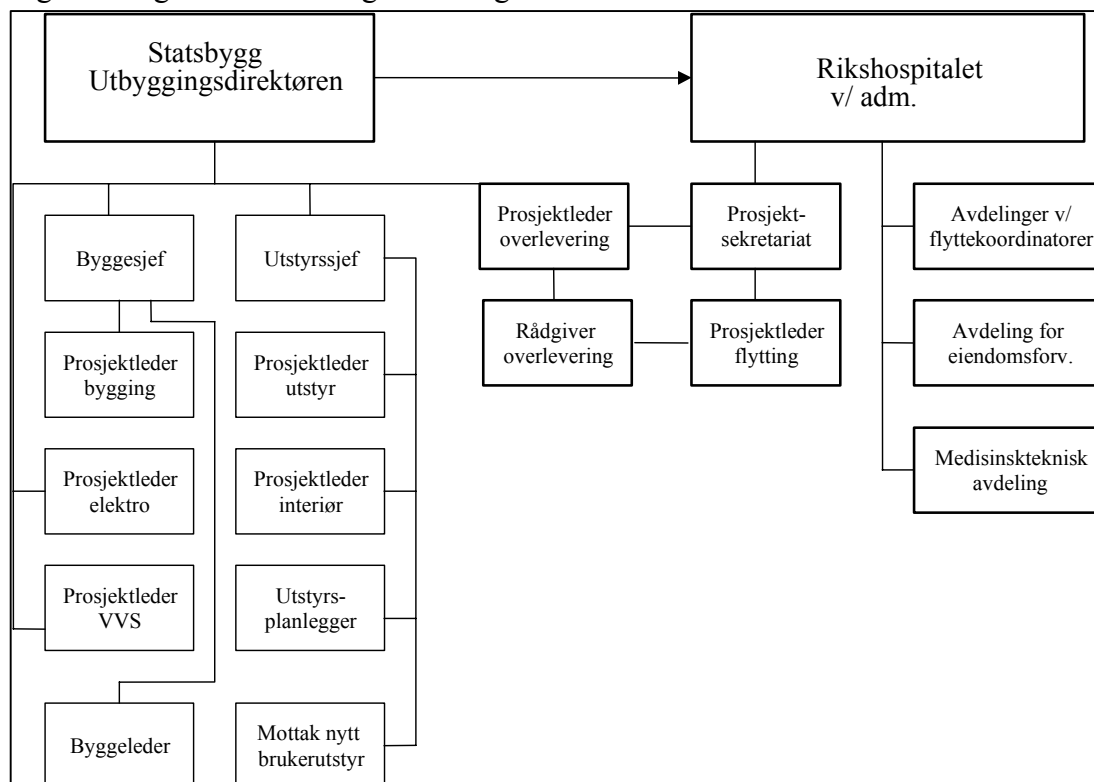 Statsbygg
Utbyggingsdirektøren
Rikshospitalet
v/ adm.
Byggesjef
Utstyrssjef
Prosjektleder
overlevering
Prosjekt-
sekretariat
Avdelinger v/
flyttekoordinatorer
Prosjektleder
bygging
Prosjektleder
utstyr
Rådgiver
overlevering
Prosjektleder
flytting
Avdeling for
eiendomsforv.
Prosjektleder
elektro
Prosjektleder
interiør
Medisinskteknisk
avdeling
Prosjektleder
VVS
Utstyrs-
planlegger
Byggeleder
Mottak nytt
brukerutstyr